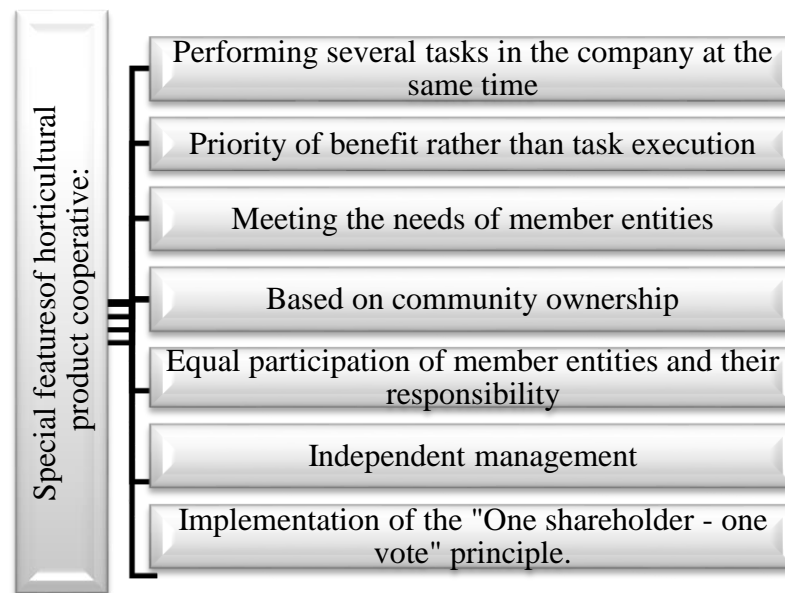 Special featuresof horticultural
product cooperative:
Performing several tasks in the company at the
same time
Priority of benefit rather than task execution
Meeting the needs of member entities
Based on community ownership
Equal participation of member entities and their
responsibility
Independent management
Implementation of the "One shareholder - one
vote" principle.